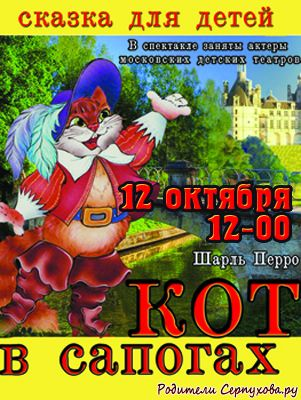 сказка для детей
В спектакле заняты актеры
московских детских театров
12 октября
12-00
Шарль Перро
КОТ
в сапогах
Родители Серпухова.ру